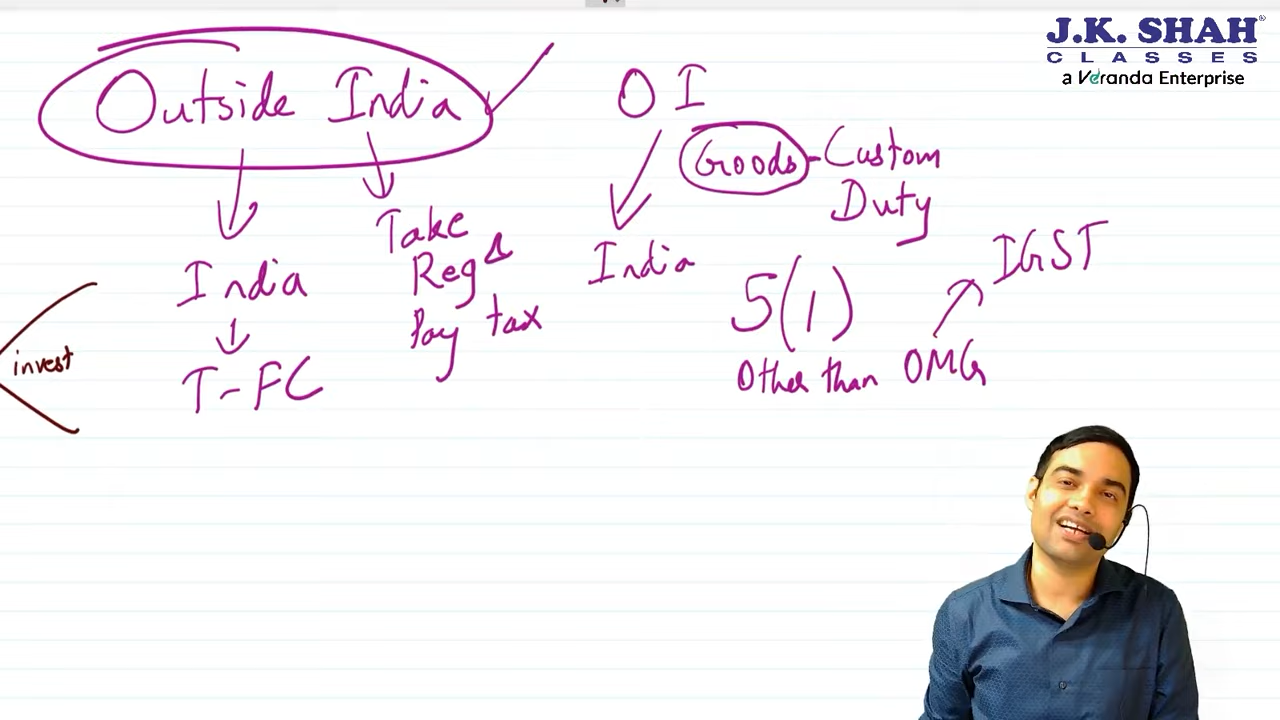 J.K. SHAH®
CLASSES
a Veranda Enterprise
Outside India
India
T-FC
Take
Reg &
Pay tax
invest
O I
India
Goods - Custom
Duty
5(1)
Other than OMG
IGST